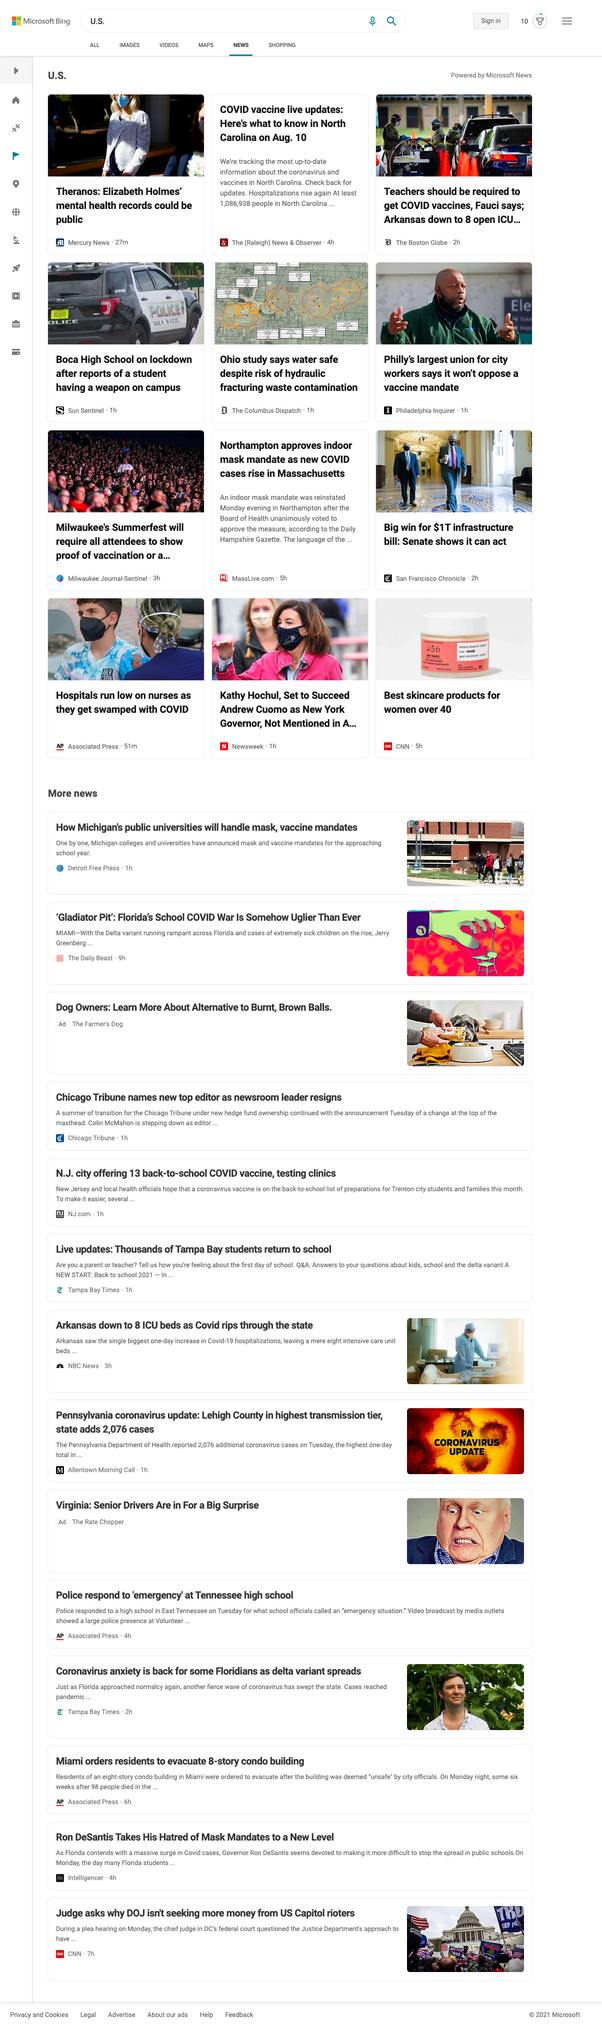 Microsoft Bing
U.S.
Sign in
10
ALL
IMAGES
VIDEOS
MAPS
NEWS
SHOPPING
U.S.
Powered by Microsoft News
Theranos: Elizabeth Holmes'
mental health records could be
public
Mercury News · 27m
COVID vaccine live updates:
Here's what to know in North
Carolina on Aug. 10
We're tracking the most up-to-date
information about the coronavirus and
vaccines in North Carolina. Check back for
updates. Hospitalizations rise again At least
1,086,938 people in North Carolina ...
The (Raleigh) News & Observer · 4h
Teachers should be required to
get COVID vaccines, Fauci says;
Arkansas down to 8 open ICU...
The Boston Globe · 2h
POLICE
Boca High School on lockdown
after reports of a student
having a weapon on campus
Sun Sentinel · 1h
Ohio study says water safe
despite risk of hydraulic
fracturing waste contamination
The Columbus Dispatch · 1h
Ele
Philly's largest union for city
workers says it won't oppose a
vaccine mandate
Philadelphia Inquirer · 1h
Milwaukee's Summerfest will
require all attendees to show
proof of vaccination or a...
Milwaukee Journal-Sentinel · 3h
Northampton approves indoor
mask mandate as new COVID
cases rise in Massachusetts
An indoor mask mandate was reinstated
Monday evening in Northampton after the
Board of Health unanimously voted to
approve the measure, according to the Daily
Hampshire Gazette. The language of the ...
MassLive.com · 5h
Big win for $1T infrastructure
bill: Senate shows it can act
San Francisco Chronicle · 2h
Hospitals run low on nurses as
they get swamped with COVID
AP Associated Press · 51m
Kathy Hochul, Set to Succeed
Andrew Cuomo as New York
Governor, Not Mentioned in A...
N Newsweek · 1h
Best skincare products for
women over 40
CNN · 5h
More news
How Michigan's public universities will handle mask, vaccine mandates
One by one, Michigan colleges and universities have announced mask and vaccine mandates for the approaching
school year.
Detroit Free Press · 1h
'Gladiator Pit': Florida's School COVID War Is Somehow Uglier Than Ever
MIAMI—With the Delta variant running rampant across Florida and cases of extremely sick children on the rise, Jerry
Greenberg ...
The Daily Beast · 9h
Dog Owners: Learn More About Alternative to Burnt, Brown Balls.
Ad The Farmer's Dog
Chicago Tribune names new top editor as newsroom leader resigns
A summer of transition for the Chicago Tribune under new hedge fund ownership continued with the announcement Tuesday of a change at the top of the
masthead. Colin McMahon is stepping down as editor ...
Chicago Tribune · 1h
N.J. city offering 13 back-to-school COVID vaccine, testing clinics
New Jersey and local health officials hope that a coronavirus vaccine is on the back-to-school list of preparations for Trenton city students and families this month.
To make it easier, several ...
NJ.com · 1h
Live updates: Thousands of Tampa Bay students return to school
Are you a parent or teacher? Tell us how you're feeling about the first day of school. Q&A: Answers to your questions about kids, school and the delta variant A
NEW START: Back to school 2021 — In ...
Tampa Bay Times · 1h
Arkansas down to 8 ICU beds as Covid rips through the state
Arkansas saw the single biggest one-day increase in Covid-19 hospitalizations, leaving a mere eight intensive care unit
beds ...
NBC News · 3h
Pennsylvania coronavirus update: Lehigh County in highest transmission tier,
state adds 2,076 cases
The Pennsylvania Department of Health reported 2,076 additional coronavirus cases on Tuesday, the highest one-day
total in ...
Allentown Morning Call · 1h
PA
CORONAVIRUS
UPDATE
Virginia: Senior Drivers Are in For a Big Surprise
Ad The Rate Chopper
Police respond to 'emergency' at Tennessee high school
Police responded to a high school in East Tennessee on Tuesday for what school officials called an "emergency situation." Video broadcast by media outlets
showed a large police presence at Volunteer ...
AP Associated Press · 4h
Coronavirus anxiety is back for some Floridians as delta variant spreads
Just as Florida approached normalcy again, another fierce wave of coronavirus has swept the state. Cases reached
pandemic ...
Tampa Bay Times · 2h
Miami orders residents to evacuate 8-story condo building
Residents of an eight-story condo building in Miami were ordered to evacuate after the building was deemed "unsafe" by city officials. On Monday night, some six
weeks after 98 people died in the ...
AP Associated Press · 6h
Ron DeSantis Takes His Hatred of Mask Mandates to a New Level
As Florida contends with a massive surge in Covid cases, Governor Ron DeSantis seems devoted to making it more difficult to stop the spread in public schools.On
Monday, the day many Florida students ...
Intelligencer · 4h
Judge asks why DOJ isn't seeking more money from US Capitol rioters
During a plea hearing on Monday, the chief judge in DC's federal court questioned the Justice Department's approach to
have ...
CNN · 7h
Privacy and Cookies
Legal
Advertise
About our ads
Help
Feedback
© 2021 Microsoft